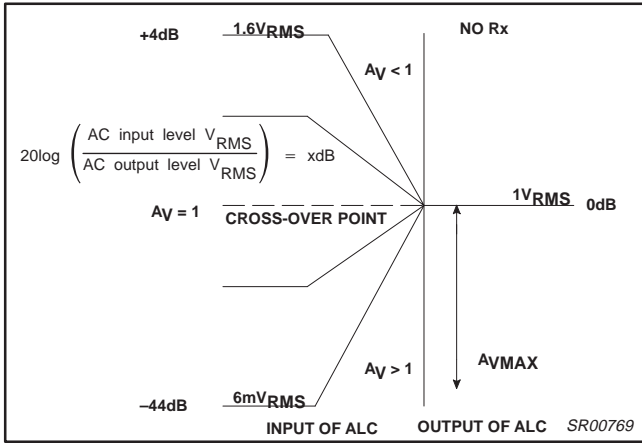 +4dB
1.6VRMS
NO Rx
AV < 1
20log ( AC input level VRMS / AC output level VRMS ) = xdB
1VRMS
0dB
AV = 1
CROSS-OVER POINT
AV > 1
AVMAX
–44dB
6mVRMS
INPUT OF ALC
OUTPUT OF ALC
SR00769